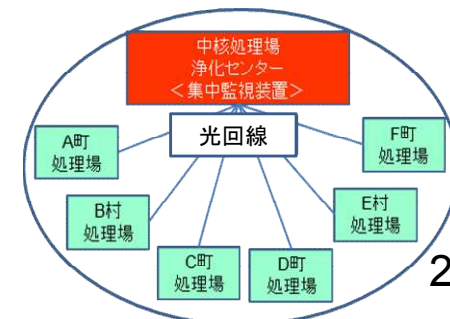 中核処理場
浄化センター
＜集中監視装置＞
光回線
A町
処理場
F町
処理場
B村
処理場
E村
処理場
C町
処理場
D町
処理場
2